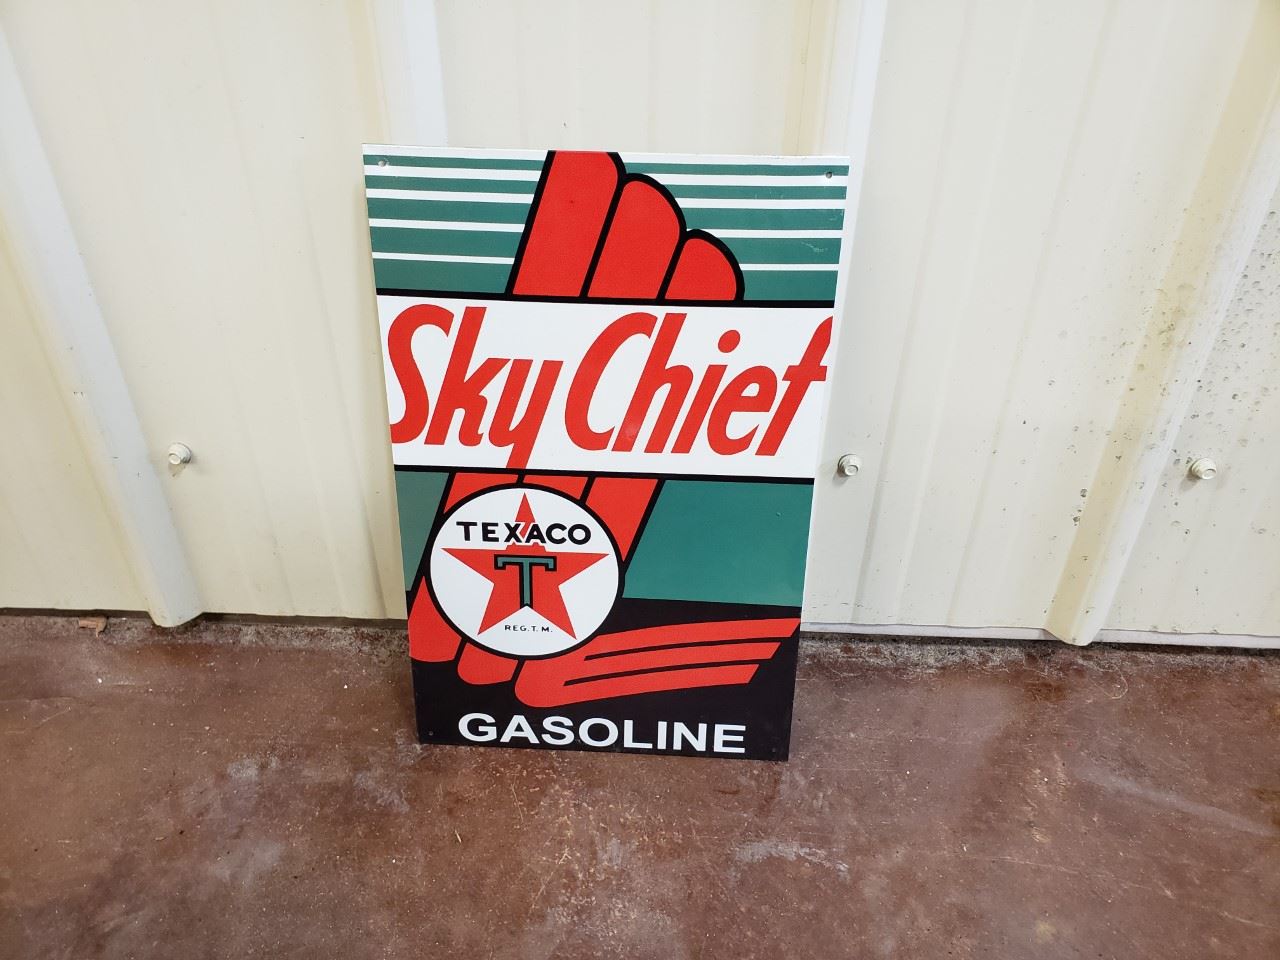 Sky Chief
TEXACO
T
REG. T. M.
GASOLINE